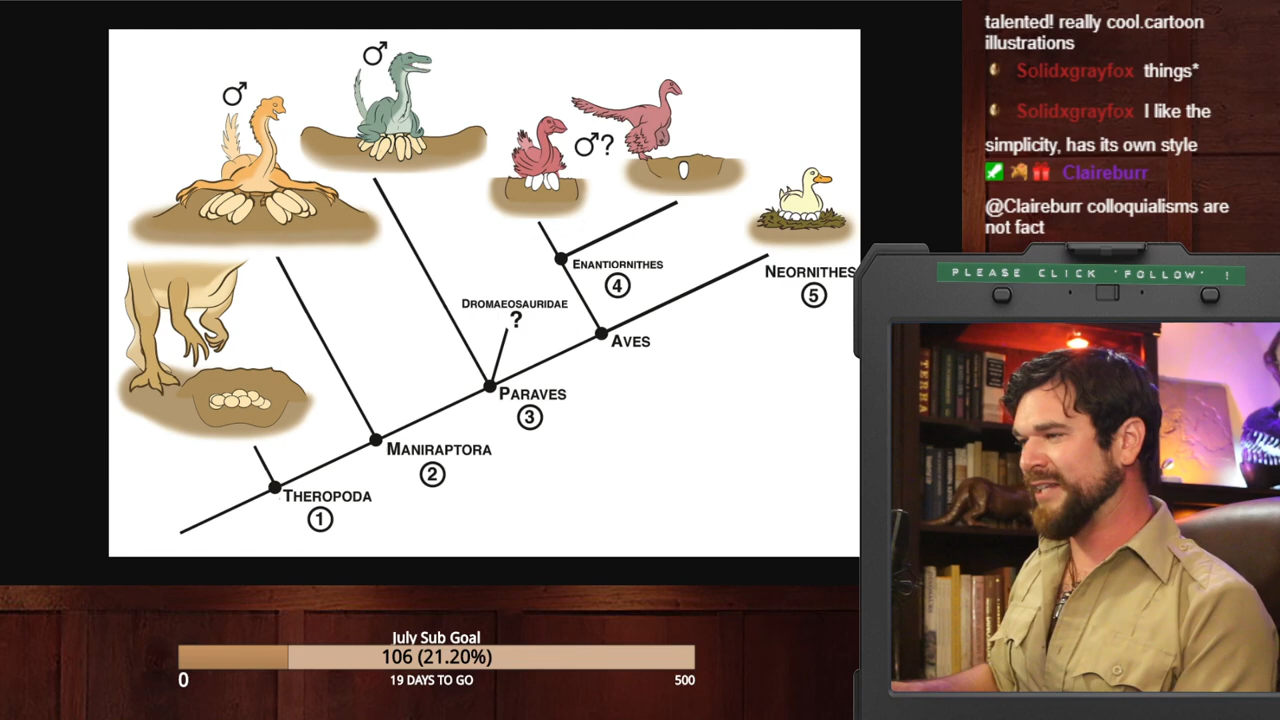 talented! really cool.cartoon
illustrations
Solidxgrayfox things*
Solidxgrayfox I like the
simplicity, has its own style
Claireburr
@Claireburr colloquialisms are
not fact
PLEASE CLICK "FOLLOW" !
♂
♂
♂?
ENANTIORNITHES
④
NEORNITHES
⑤
DROMAEOSAURIDAE
?
AVES
PARAVES
③
MANIRAPTORA
②
THEROPODA
①
July Sub Goal
106 (21.20%)
0
19 DAYS TO GO
500